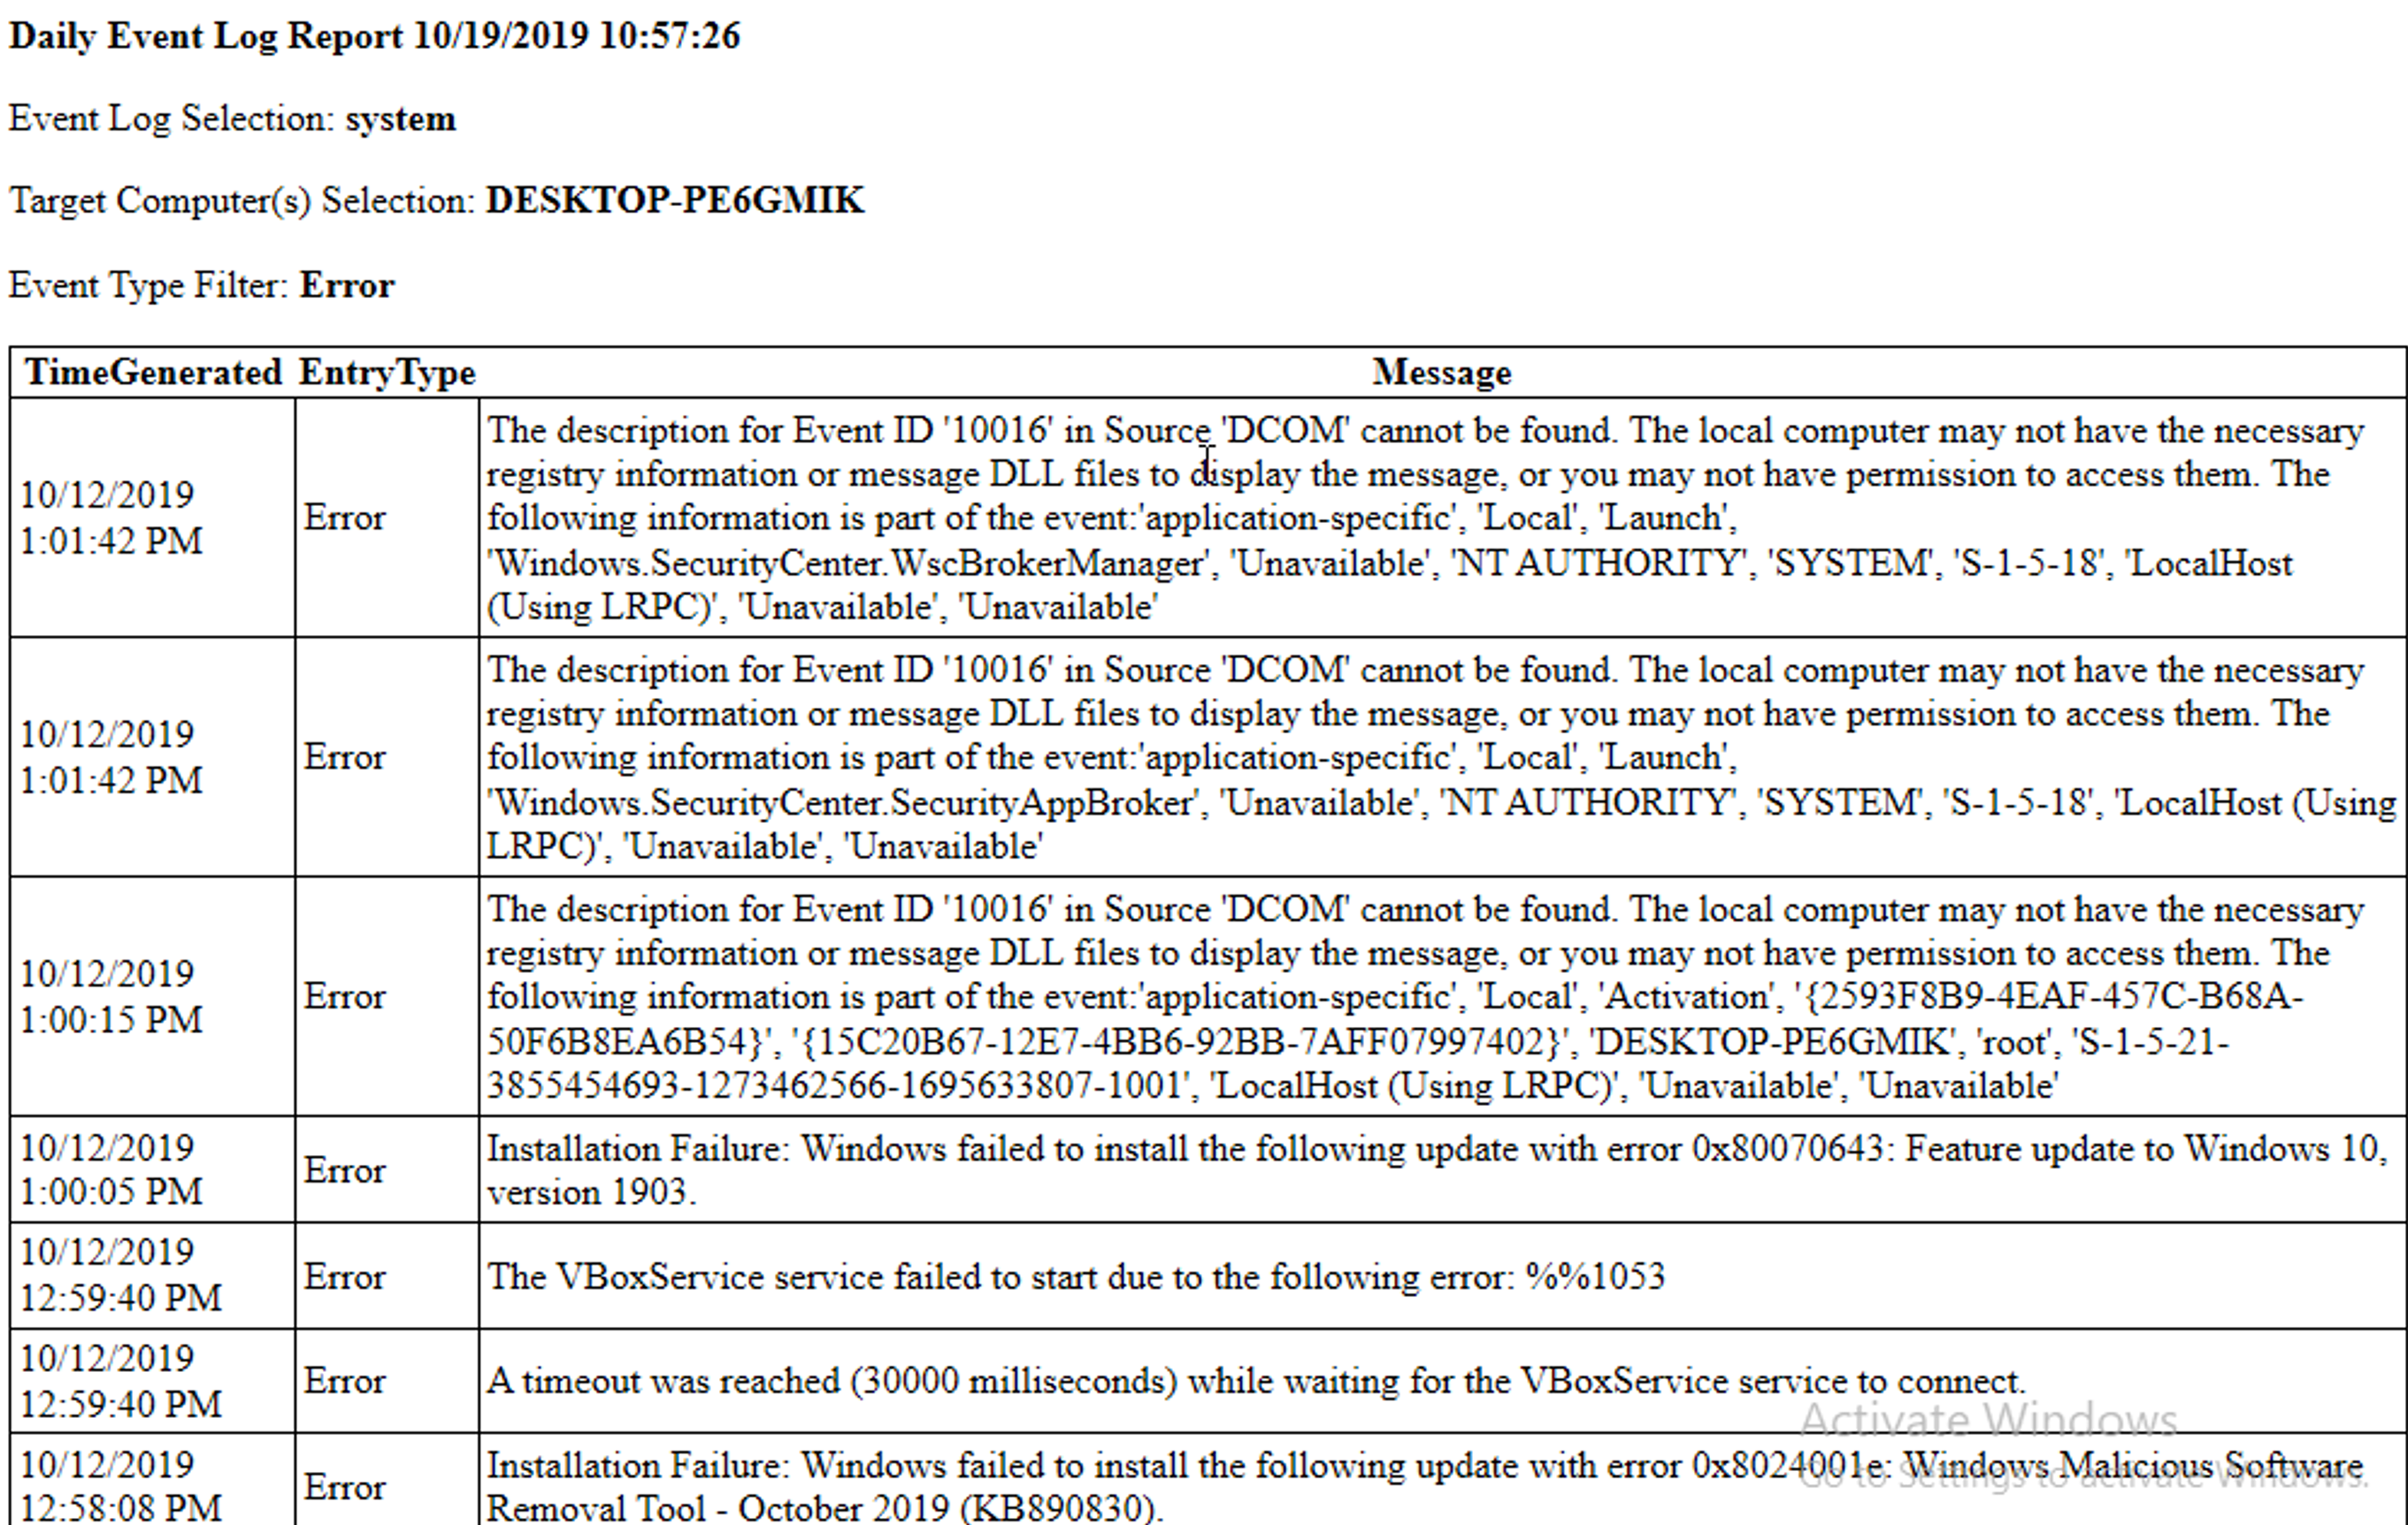 Daily Event Log Report 10/19/2019 10:57:26
Event Log Selection: system
Target Computer(s) Selection: DESKTOP-PE6GMIK
Event Type Filter: Error
TimeGenerated EntryType Message
10/12/2019
1:01:42 PM
Error
The description for Event ID '10016' in Source 'DCOM' cannot be found. The local computer may not have the necessary
registry information or message DLL files to display the message, or you may not have permission to access them. The
following information is part of the event:'application-specific', 'Local', 'Launch',
'Windows.SecurityCenter.WscBrokerManager', 'Unavailable', 'NT AUTHORITY', 'SYSTEM', 'S-1-5-18', 'LocalHost
(Using LRPC)', 'Unavailable', 'Unavailable'
10/12/2019
1:01:42 PM
Error
The description for Event ID '10016' in Source 'DCOM' cannot be found. The local computer may not have the necessary
registry information or message DLL files to display the message, or you may not have permission to access them. The
following information is part of the event:'application-specific', 'Local', 'Launch',
'Windows.SecurityCenter.SecurityAppBroker', 'Unavailable', 'NT AUTHORITY', 'SYSTEM', 'S-1-5-18', 'LocalHost (Using
LRPC)', 'Unavailable', 'Unavailable'
10/12/2019
1:00:15 PM
Error
The description for Event ID '10016' in Source 'DCOM' cannot be found. The local computer may not have the necessary
registry information or message DLL files to display the message, or you may not have permission to access them. The
following information is part of the event:'application-specific', 'Local', 'Activation', '{2593F8B9-4EAF-457C-B68A-
50F6B8EA6B54}', '{15C20B67-12E7-4BB6-92BB-7AFF07997402}', 'DESKTOP-PE6GMIK', 'root', 'S-1-5-21-
3855454693-1273462566-1695633807-1001', 'LocalHost (Using LRPC)', 'Unavailable', 'Unavailable'
10/12/2019
1:00:05 PM
Error
Installation Failure: Windows failed to install the following update with error 0x80070643: Feature update to Windows 10,
version 1903.
10/12/2019
12:59:40 PM
Error
The VBoxService service failed to start due to the following error: %%1053
10/12/2019
12:59:40 PM
Error
A timeout was reached (30000 milliseconds) while waiting for the VBoxService service to connect.
10/12/2019
12:58:08 PM
Error
Installation Failure: Windows failed to install the following update with error 0x8024001e: Windows Malicious Software
Removal Tool - October 2019 (KB890830).
Activate Windows
Go to Settings to activate Windows.